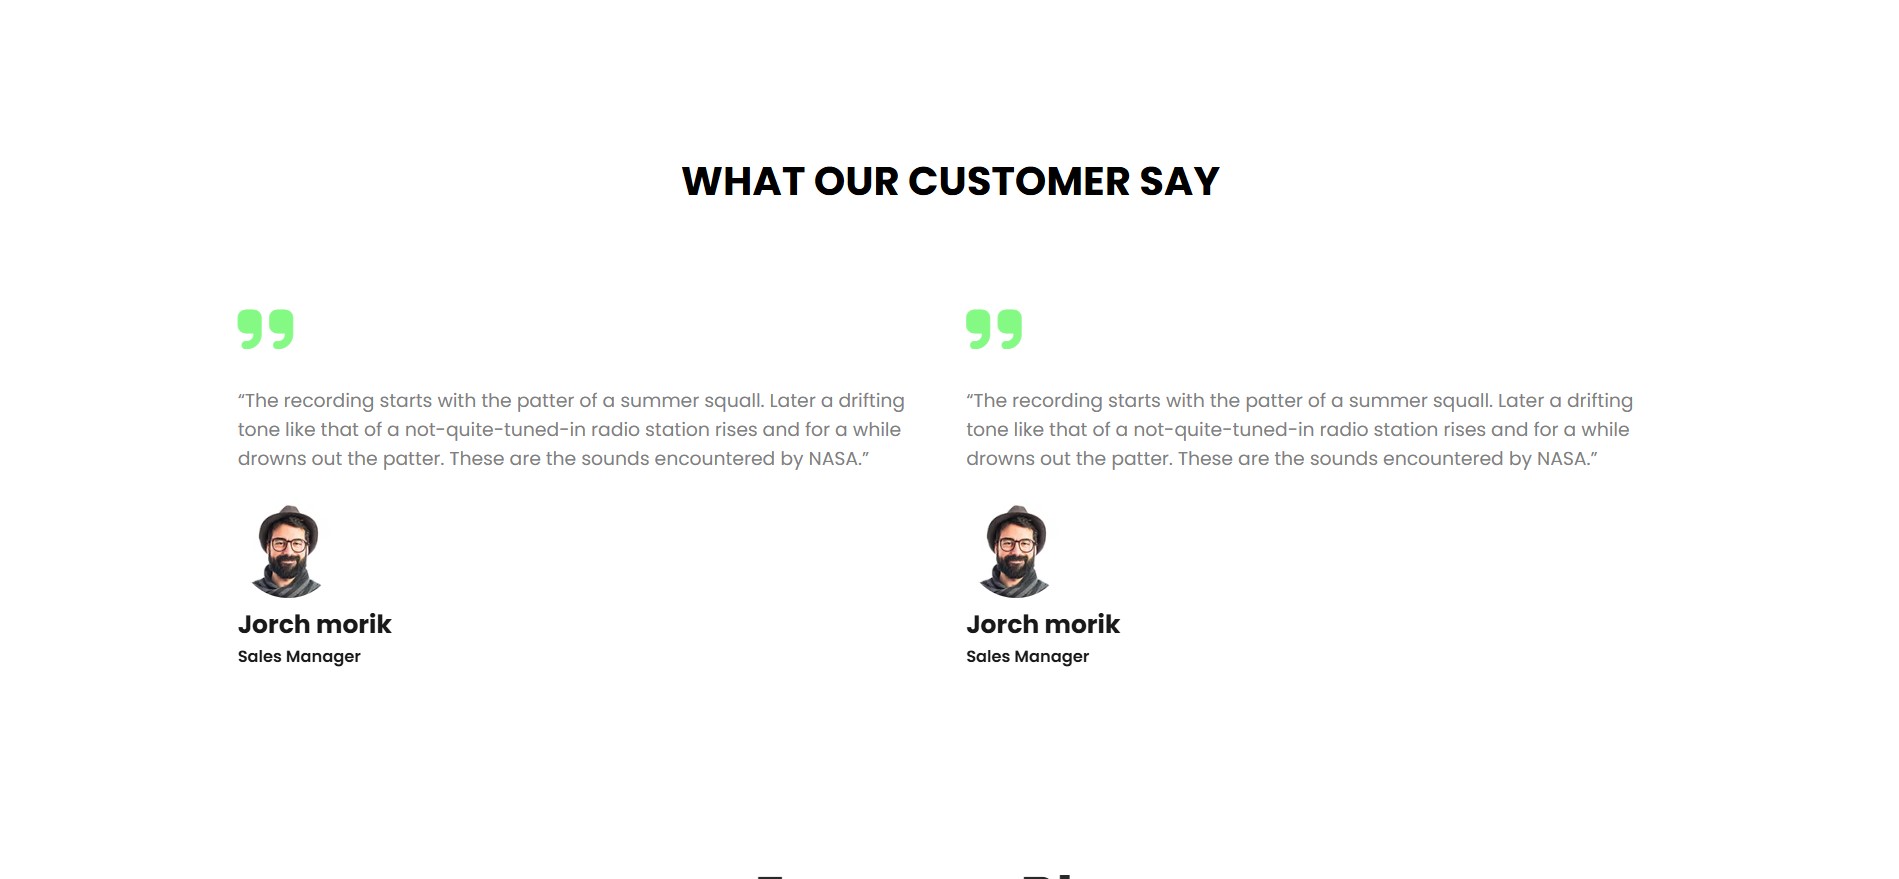 WHAT OUR CUSTOMER SAY
“The recording starts with the patter of a summer squall. Later a drifting
tone like that of a not-quite-tuned-in radio station rises and for a while
drowns out the patter. These are the sounds encountered by NASA.”
Jorch morik
Sales Manager
“The recording starts with the patter of a summer squall. Later a drifting
tone like that of a not-quite-tuned-in radio station rises and for a while
drowns out the patter. These are the sounds encountered by NASA.”
Jorch morik
Sales Manager